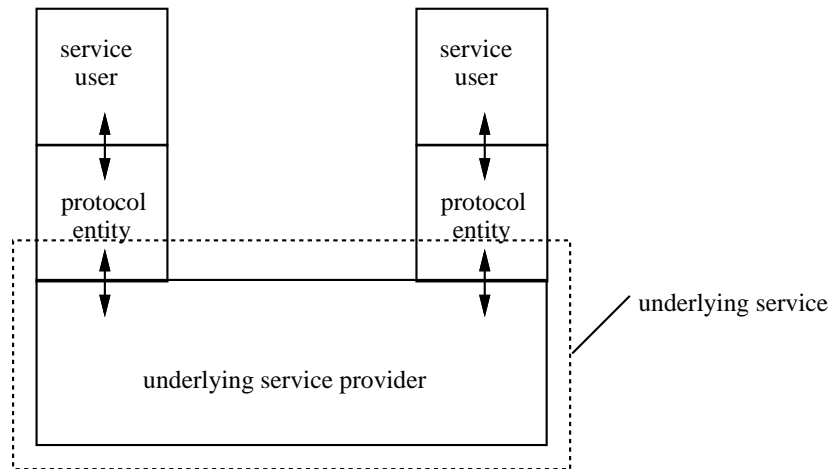 service
user
service
user
protocol
entity
protocol
entity
underlying service
underlying service provider